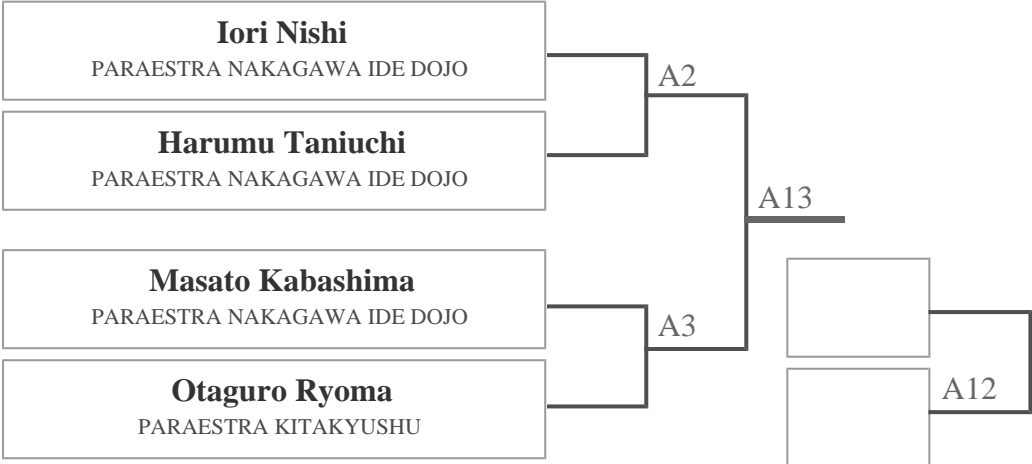 Iori Nishi
PARAESTRA NAKAGAWA IDE DOJO
A2
Harumu Taniuchi
PARAESTRA NAKAGAWA IDE DOJO
A13
Masato Kabashima
PARAESTRA NAKAGAWA IDE DOJO
A3
Otaguro Ryoma
PARAESTRA KITAKYUSHU
A12